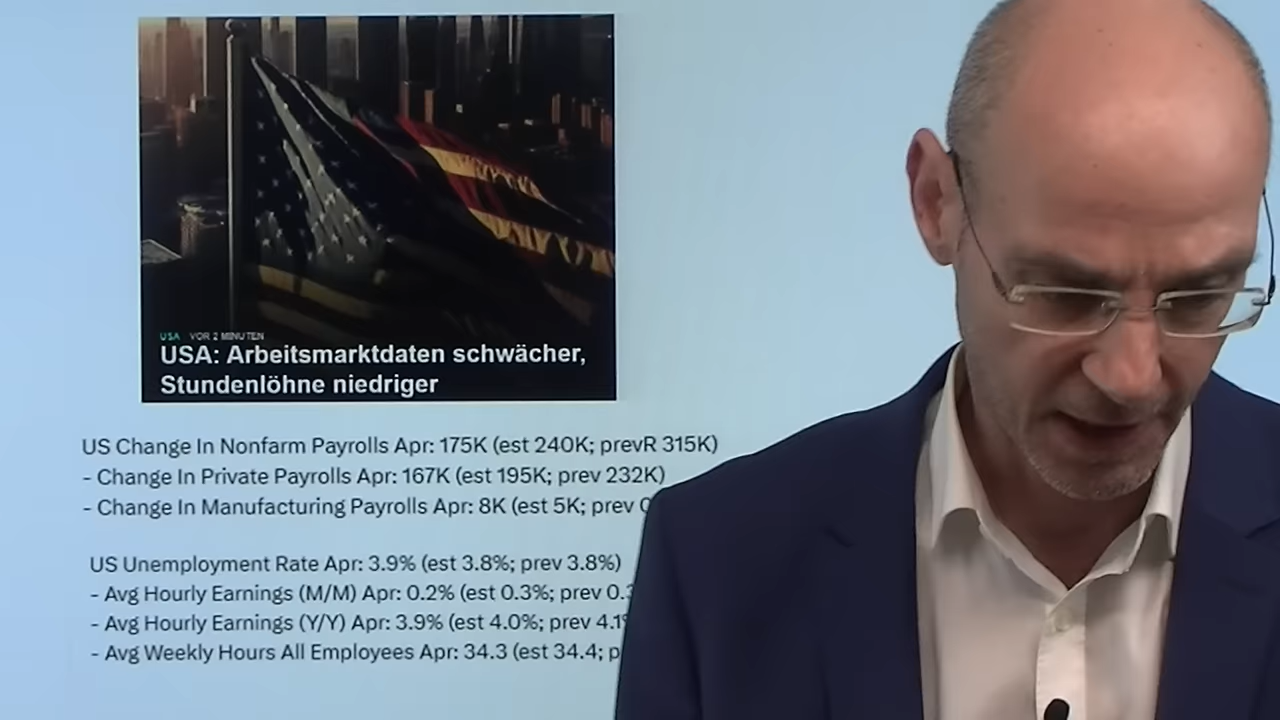 USA VOR 2 MINUTEN
USA: Arbeitsmarktdaten schwächer,
Stundenlöhne niedriger
US Change In Nonfarm Payrolls Apr: 175K (est 240K; prevR 315K)
- Change In Private Payrolls Apr: 167K (est 195K; prev 232K)
- Change In Manufacturing Payrolls Apr: 8K (est 5K; prev
US Unemployment Rate Apr: 3.9% (est 3.8%; prev 3.8%)
- Avg Hourly Earnings (M/M) Apr: 0.2% (est 0.3%; prev 0.3
- Avg Hourly Earnings (Y/Y) Apr: 3.9% (est 4.0%; prev 4.1%
- Avg Weekly Hours All Employees Apr: 34.3 (est 34.4; p